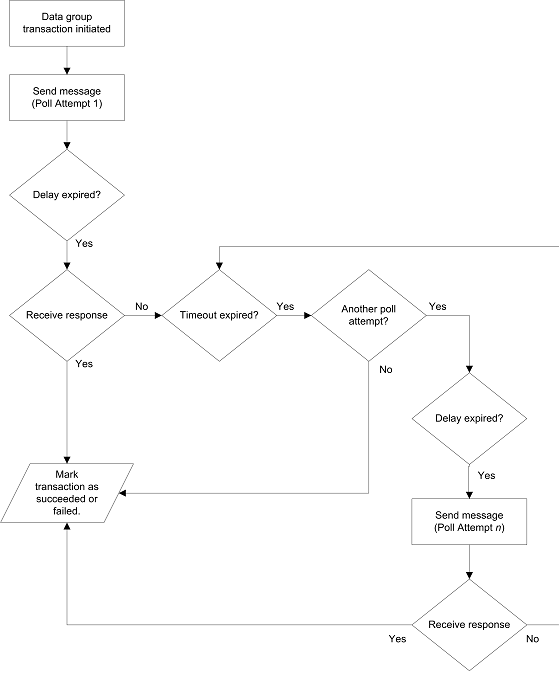 Data group
transaction initiated
Send message
(Poll Attempt 1)
Delay expired?
Yes
Receive response
No
Timeout expired?
Yes
Another poll
attempt?
Yes
Yes
No
Delay expired?
Yes
Mark
transaction as
succeeded or
failed.
Send message
(Poll Attempt n)
Receive response
Yes
No